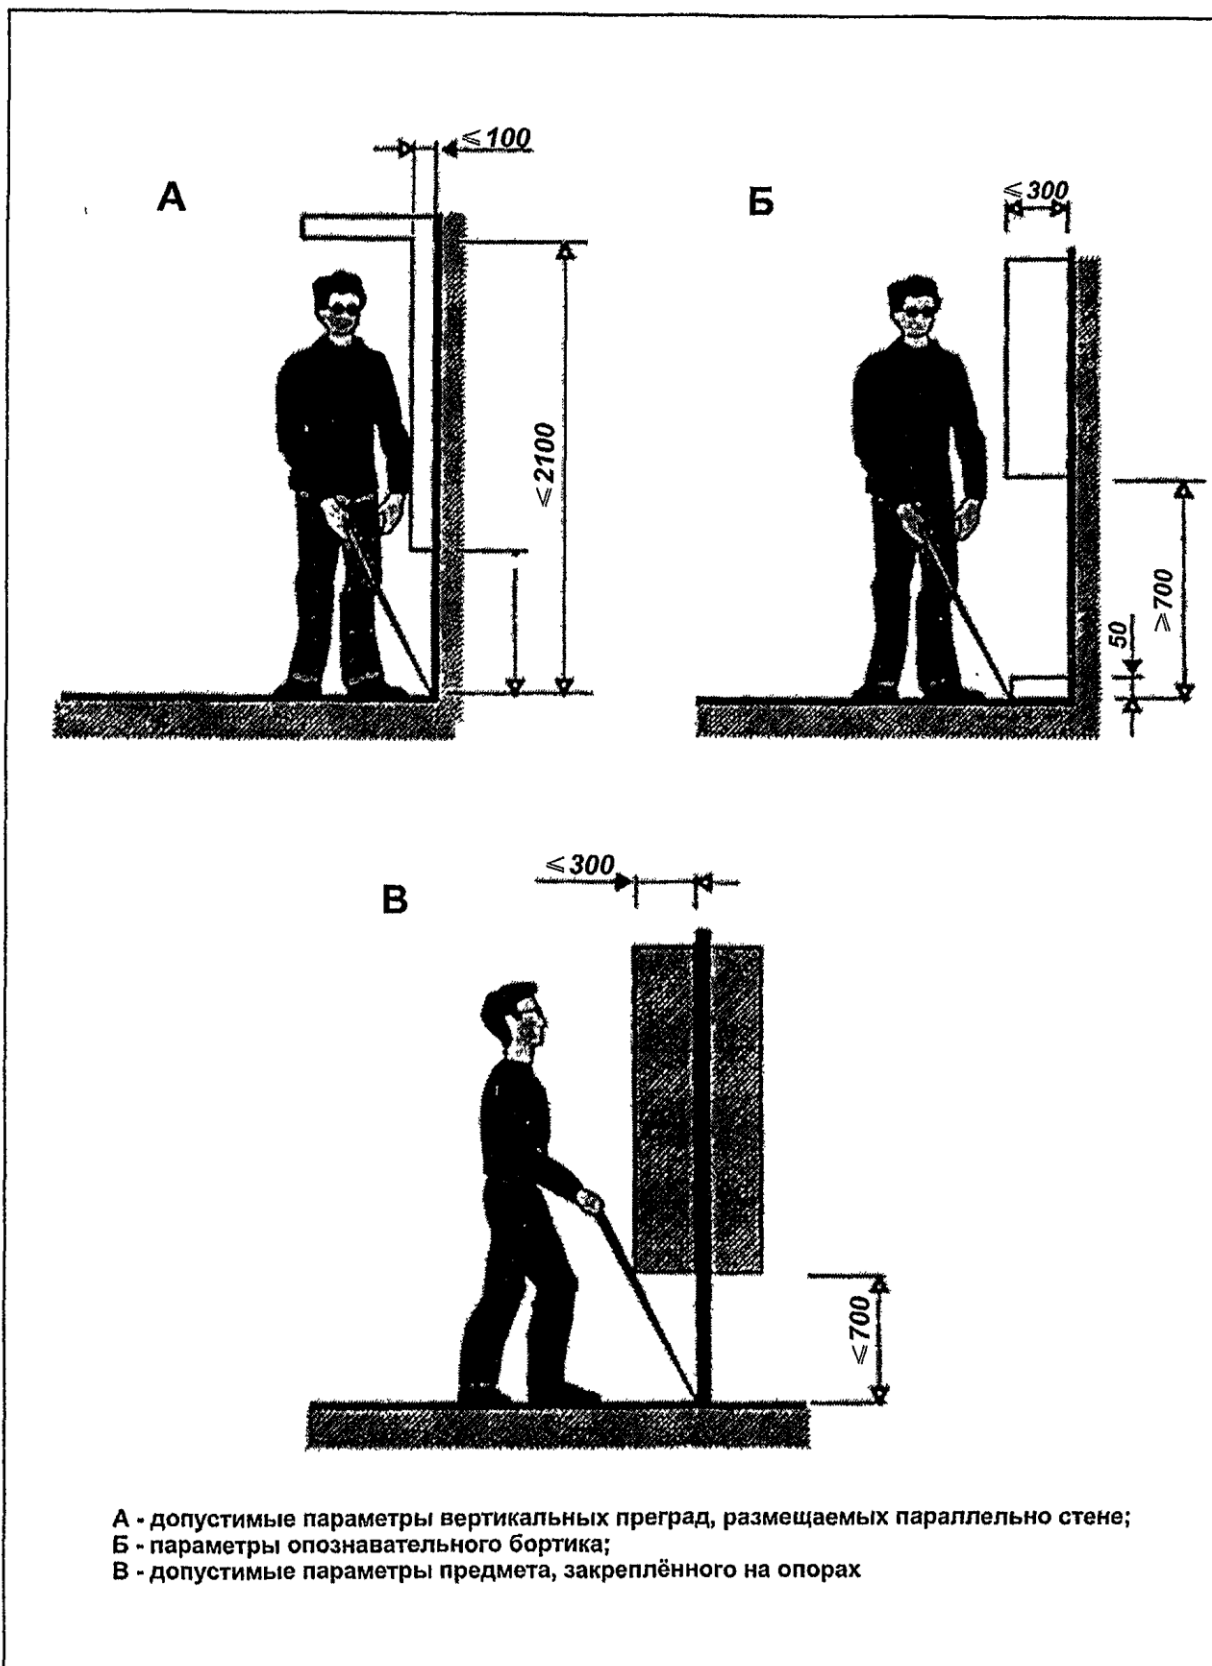 А
≤100
≤2100
Б
≤300
≥700
50
В
≤300
≤700
А - допустимые параметры вертикальных преград, размещаемых параллельно стене;
Б - параметры опознавательного бортика;
В - допустимые параметры предмета, закреплённого на опорах